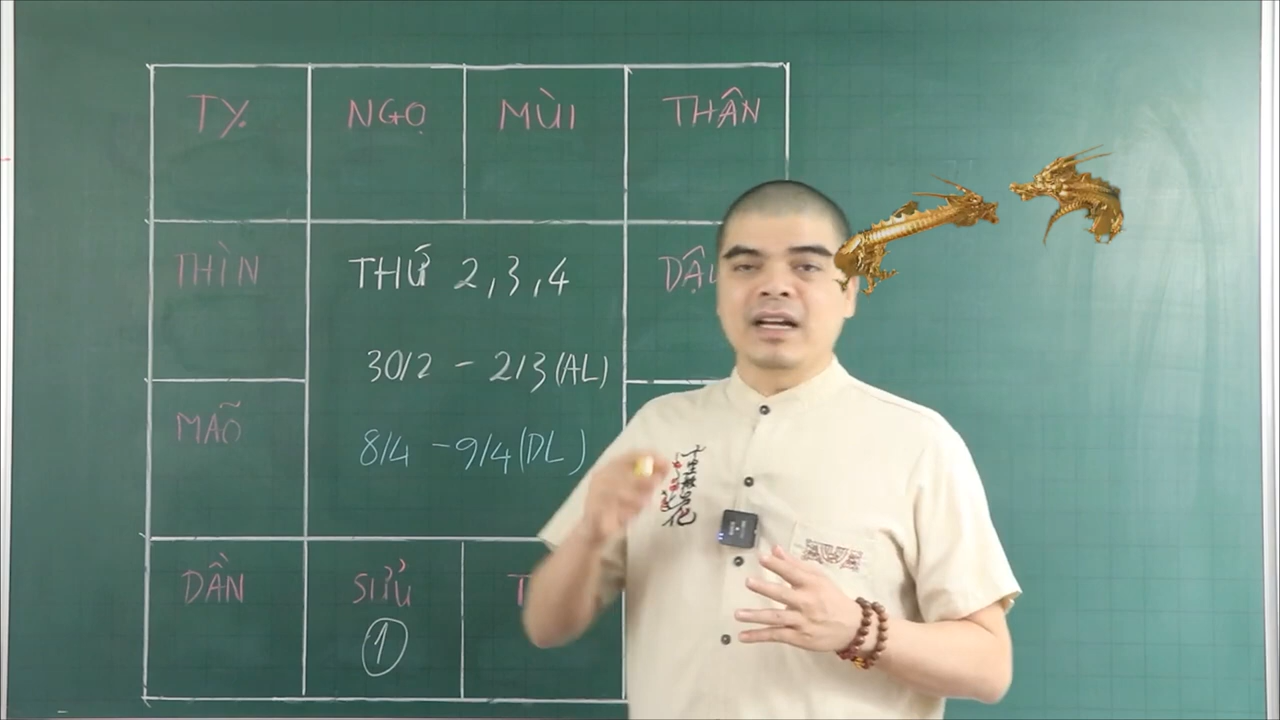 TỴ NGỌ MÙI THÂN
THÌN THỨ 2,3,4 DẬU
30/2 - 2/3 (AL)
MÃO 8/4 - 9/4 (DL)
DẦN SỬU
1